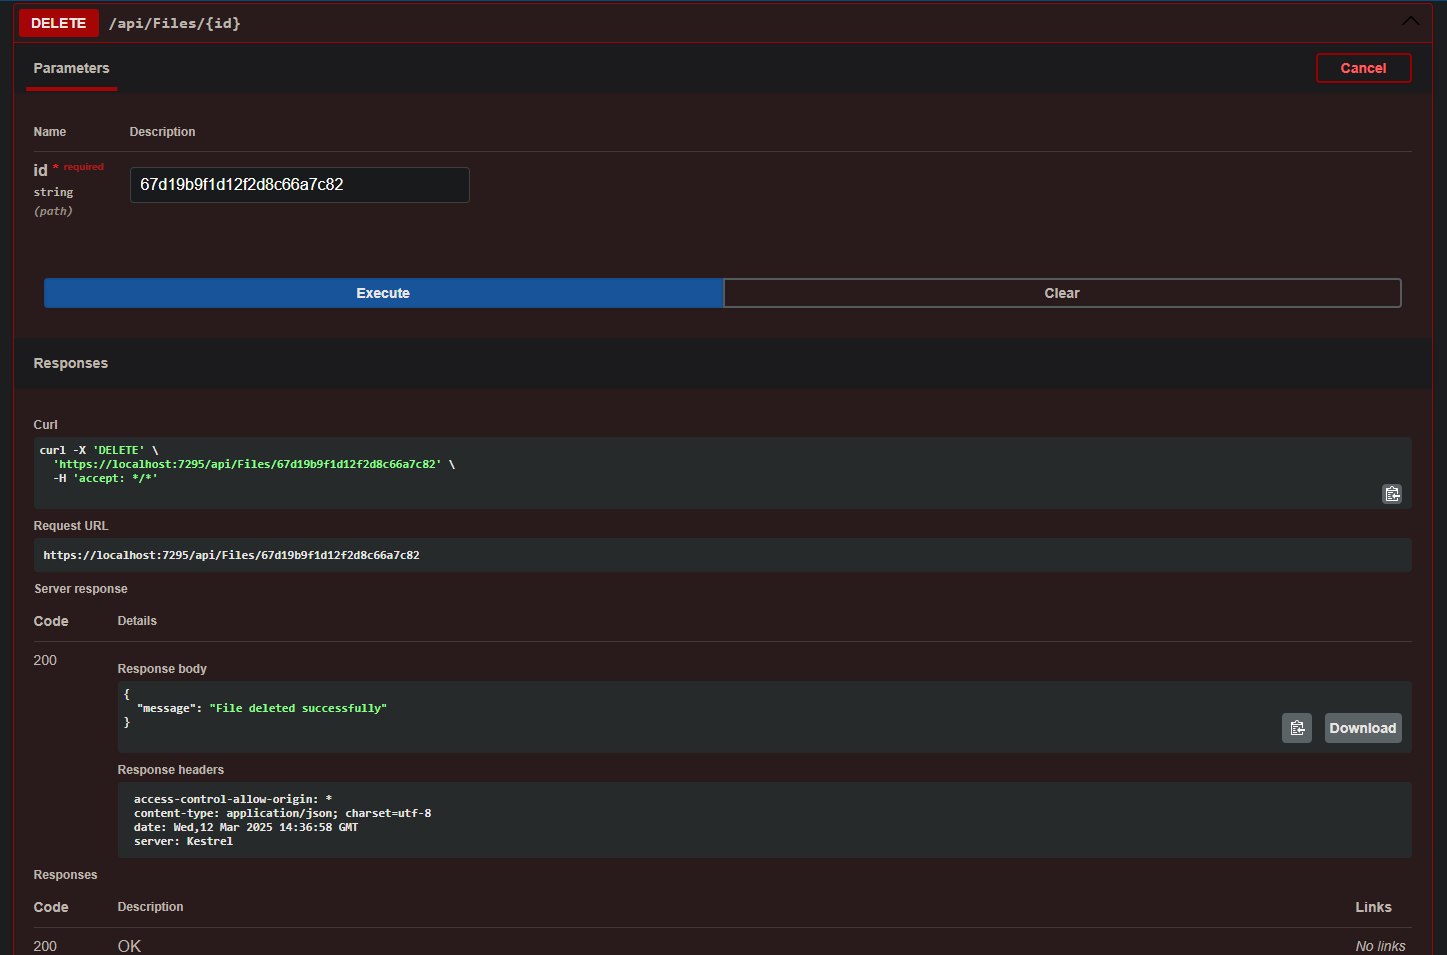 DELETE /api/Files/{id}
Parameters
Cancel
Name Description
id * required
string
(path)
67d19b9f1d12f2d8c66a7c82
Execute Clear
Responses
Curl
curl -X 'DELETE' \
'https://localhost:7295/api/Files/67d19b9f1d12f2d8c66a7c82' \
-H 'accept: */*'
Request URL
https://localhost:7295/api/Files/67d19b9f1d12f2d8c66a7c82
Server response
Code Details
200
Response body
{
"message": "File deleted successfully"
}
Download
Response headers
access-control-allow-origin: *
content-type: application/json; charset=utf-8
date: Wed,12 Mar 2025 14:36:58 GMT
server: Kestrel
Responses
Code Description Links
200 OK No links